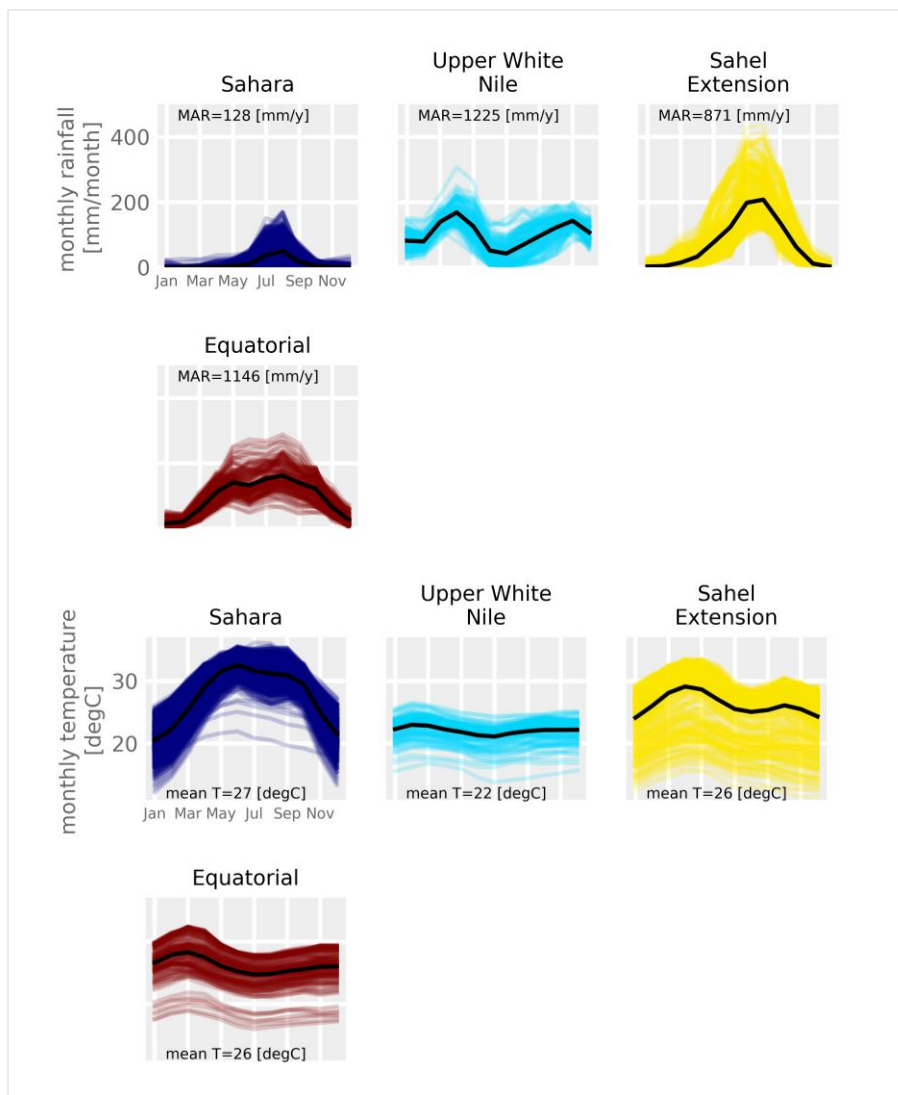 Sahara
Upper White
Nile
Sahel
Extension
MAR=128 [mm/y]
MAR=1225 [mm/y]
MAR=871 [mm/y]
monthly rainfall
[mm/month]
400
200
0
Jan Mar May Jul Sep Nov
Equatorial
MAR=1146 [mm/y]
Sahara
Upper White
Nile
Sahel
Extension
monthly temperature
[degC]
30
20
mean T=27 [degC]
mean T=22 [degC]
mean T=26 [degC]
Jan Mar May Jul Sep Nov
Equatorial
mean T=26 [degC]